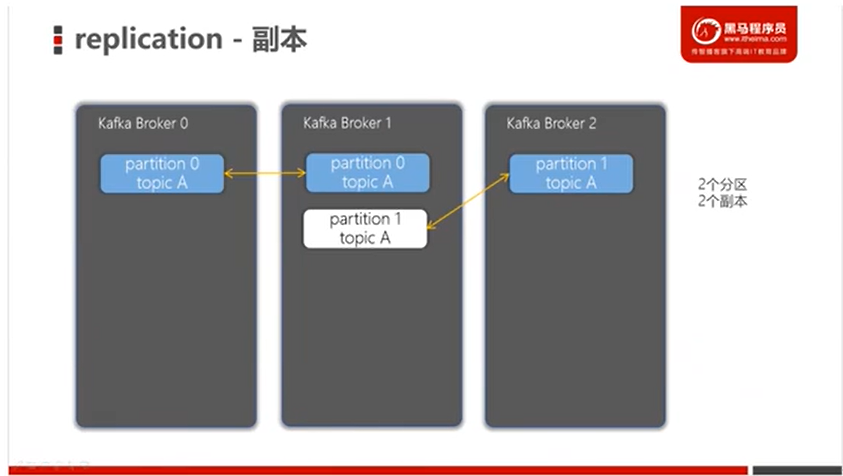 replication - 副本
黑马程序员
www.itheima.com
传智播客旗下高端IT教育品牌
Kafka Broker 0
partition 0
topic A
Kafka Broker 1
partition 0
topic A
partition 1
topic A
Kafka Broker 2
partition 1
topic A
2个分区
2个副本